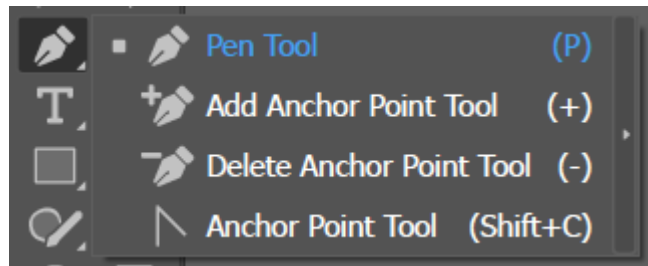 Pen Tool (P)
Add Anchor Point Tool (+)
Delete Anchor Point Tool (-)
Anchor Point Tool (Shift+C)